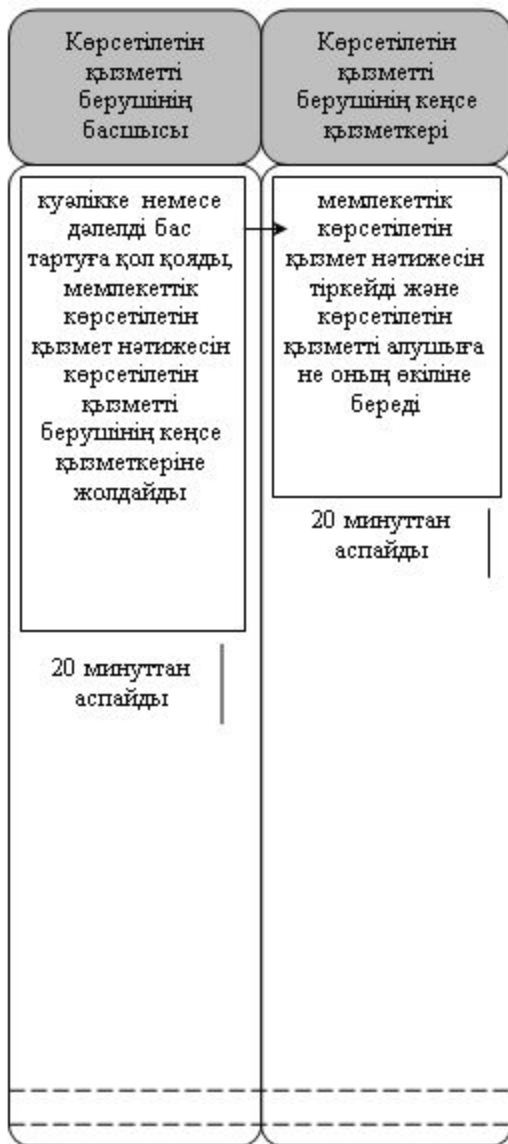 Көрсетілетін
қызметті
берушінің
басшысы
Көрсетілетін
қызметті
берушінің кеңсе
қызметкері
куәлікке немесе
дәлелді бас
тартуға қол қояды,
мемлекеттік
көрсетілетін
қызмет нәтижесін
көрсетілетін
қызметті
берушінің кеңсе
қызметкеріне
жолдайды
20 минуттан
аспайды
мемлекеттік
көрсетілетін
қызмет нәтижесін
тіркейді және
көрсетілетін
қызметті алушыға
не оның өкіліне
береді
20 минуттан
аспайды